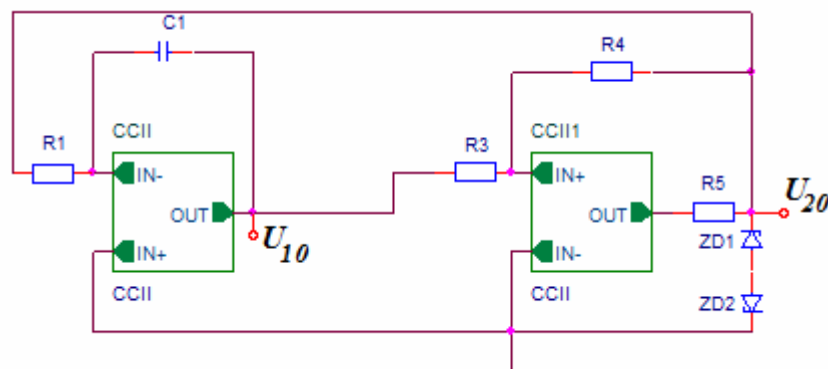 C1
R4
R1
CCII
IN-
OUT
IN+
CCII
U10
R3
CCII1
IN+
OUT
IN-
CCII
R5
U20
ZD1
ZD2